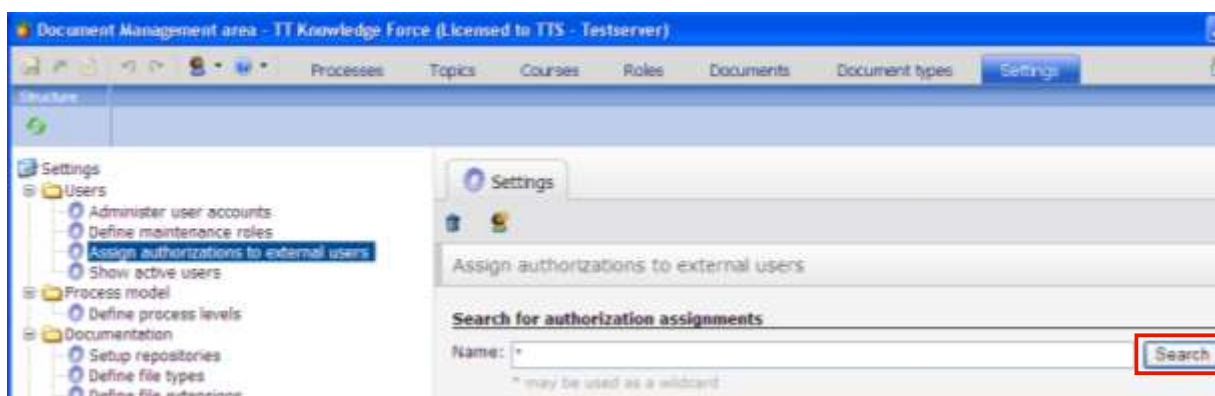 Document Management area - TT Knowledge Force (Licensed to TTS - Testserver)
Processes Topics Courses Roles Documents Document types Settings
Structure
Settings
Users
Administer user accounts
Define maintenance roles
Assign authorizations to external users
Show active users
Process model
Define process levels
Documentation
Setup repositories
Define file types
Define file extensions
Settings
Assign authorizations to external users
Search for authorization assignments
Name: * Search
* may be used as a wildcard